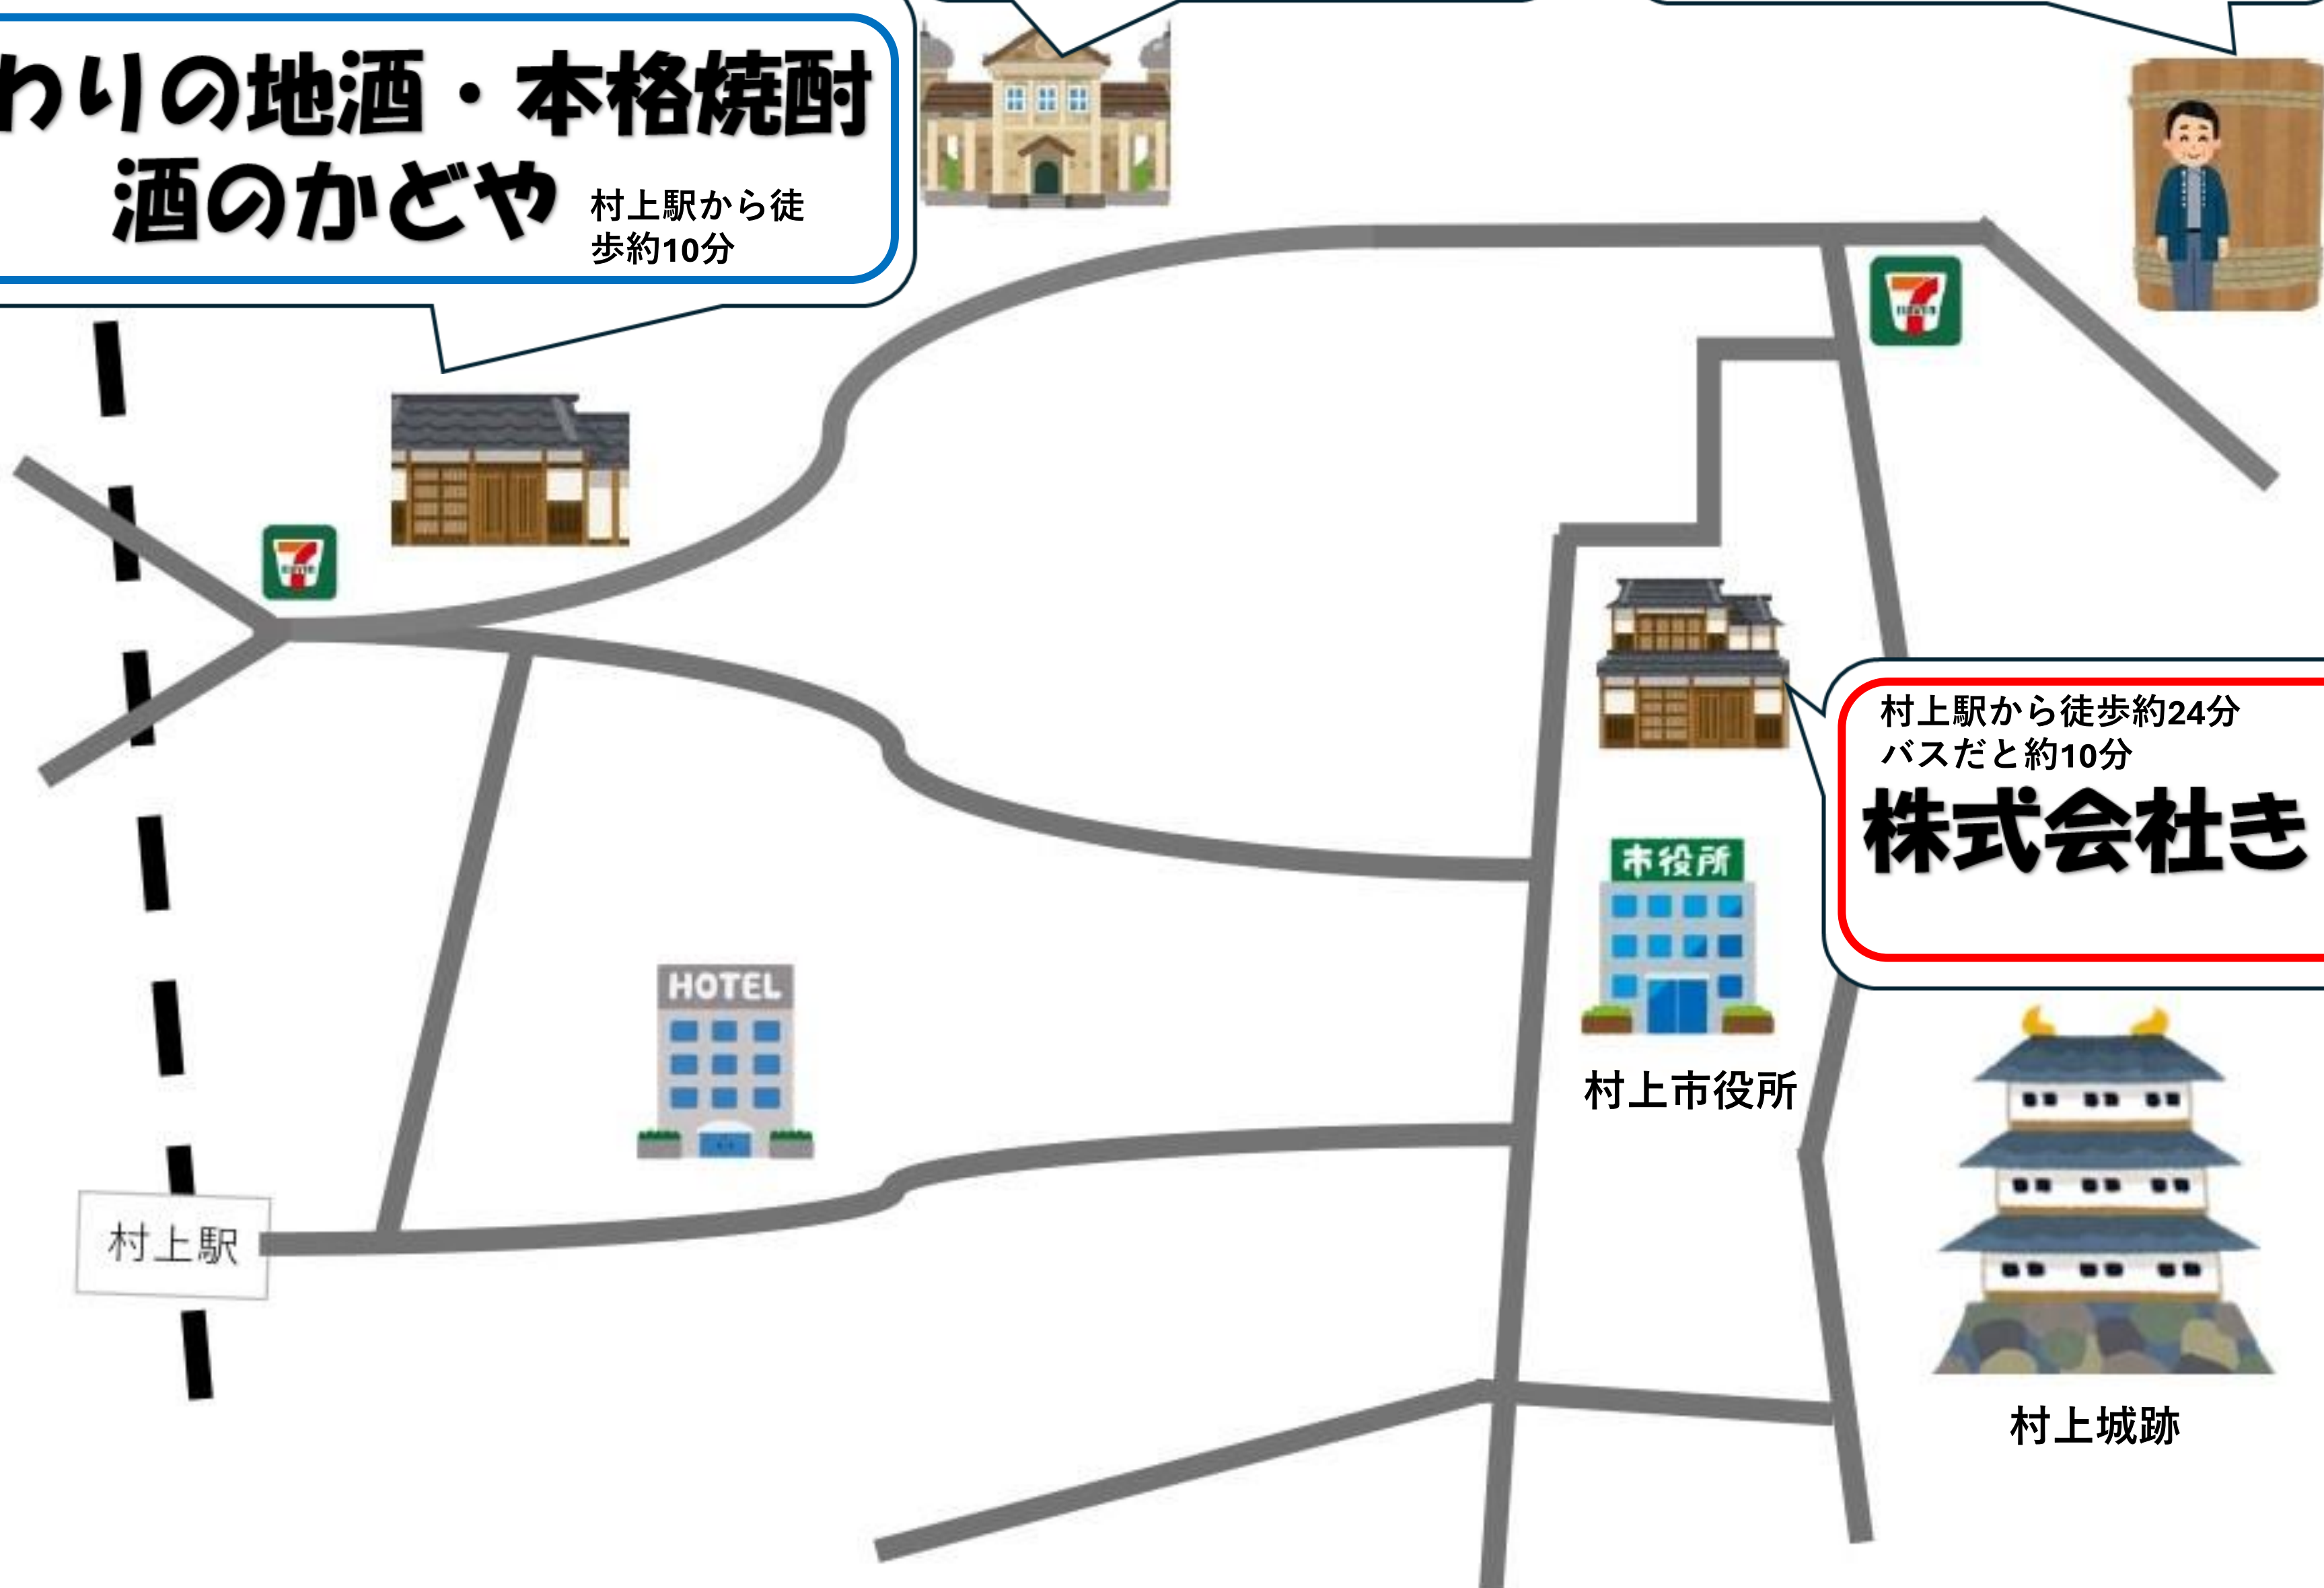 わりの地酒・本格焼酎
酒のかどや
村上駅から徒
歩約10分
村上駅から徒歩約24分
バスだと約10分
株式会社き
市役所
村上市役所
HOTEL
村上駅
村上城跡